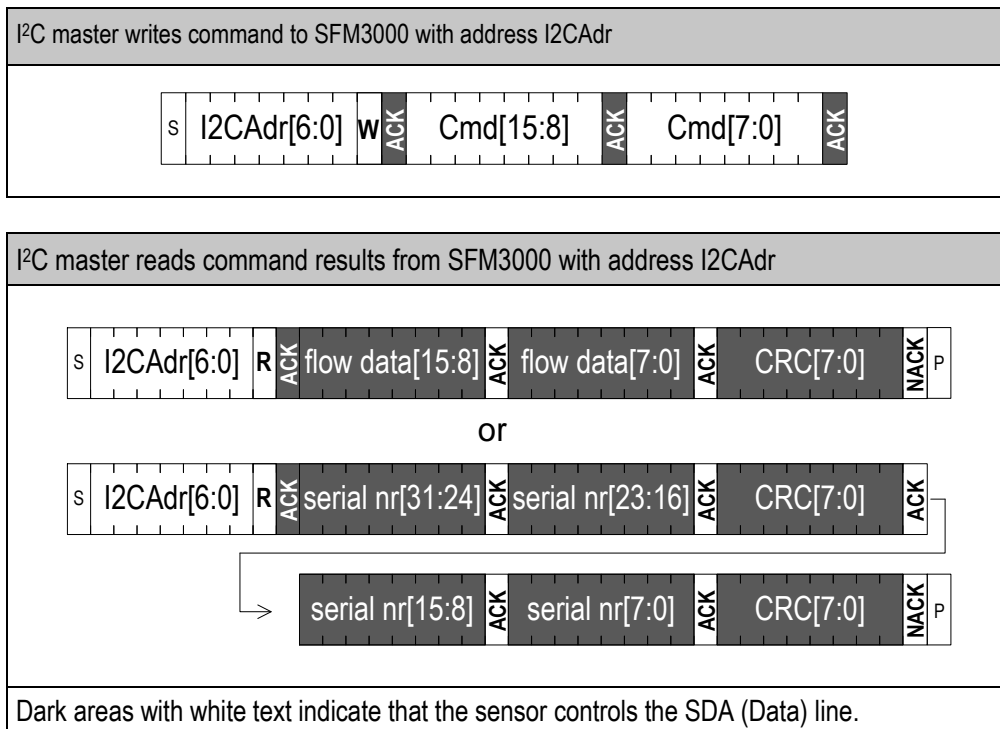 I²C master writes command to SFM3000 with address I2CAdr
S I2CAdr[6:0] W ACK Cmd[15:8] ACK Cmd[7:0] ACK
I²C master reads command results from SFM3000 with address I2CAdr
S I2CAdr[6:0] R ACK flow data[15:8] ACK flow data[7:0] ACK CRC[7:0] NACK P
or
S I2CAdr[6:0] R ACK serial nr[31:24] ACK serial nr[23:16] ACK CRC[7:0] ACK
serial nr[15:8] ACK serial nr[7:0] ACK CRC[7:0] NACK P
Dark areas with white text indicate that the sensor controls the SDA (Data) line.